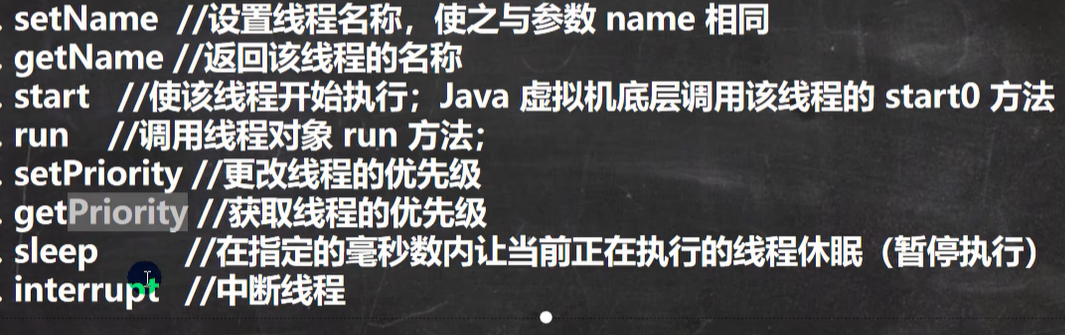 . setName //设置线程名称，使之与参数 name 相同
. getName //返回该线程的名称
. start //使该线程开始执行；Java 虚拟机底层调用该线程的 start0 方法
. run //调用线程对象 run 方法；
. setPriority //更改线程的优先级
. getPriority //获取线程的优先级
. sleep //在指定的毫秒数内让当前正在执行的线程休眠（暂停执行）
. interrupt //中断线程